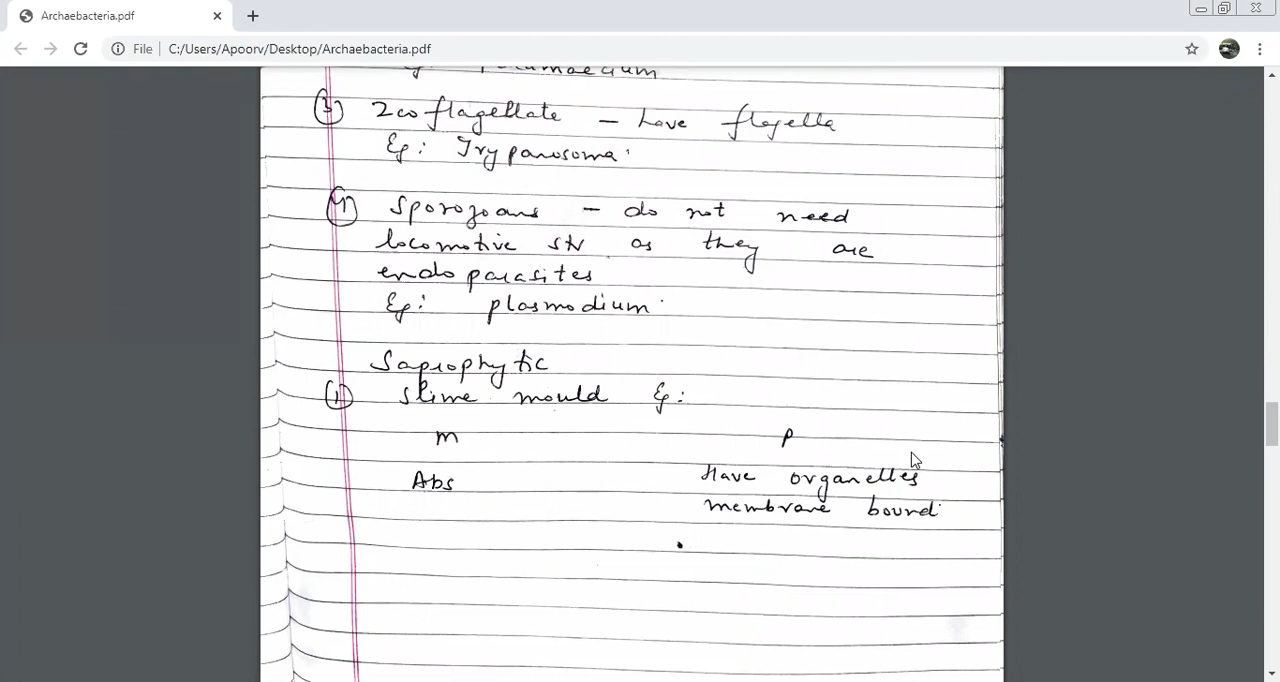 Archaebacteria.pdf
File C:/Users/Apoorv/Desktop/Archaebacteria.pdf
③ Zooflagellate – have flagella
Eg: Trypanosoma.
④ Sporozoans – do not need
locomotive str as they are
endoparasites
Eg: plasmodium.
Saprophytic
① Slime mould Eg:
m P
Abs Have organelles
membrane bound.